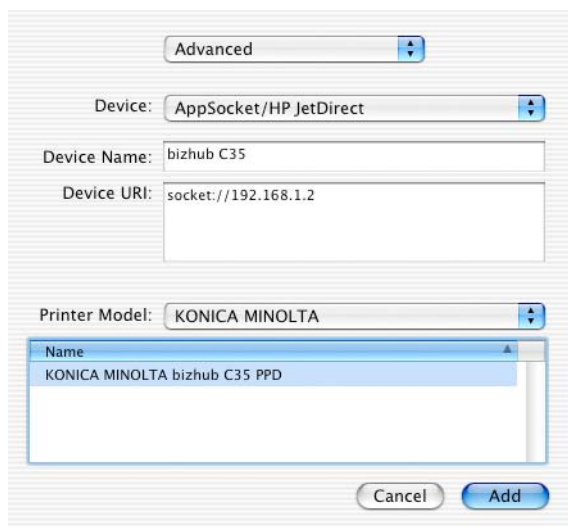 Advanced
Device: AppSocket/HP JetDirect
Device Name: bizhub C35
Device URI: socket://192.168.1.2
Printer Model: KONICA MINOLTA
Name
KONICA MINOLTA bizhub C35 PPD
Cancel Add